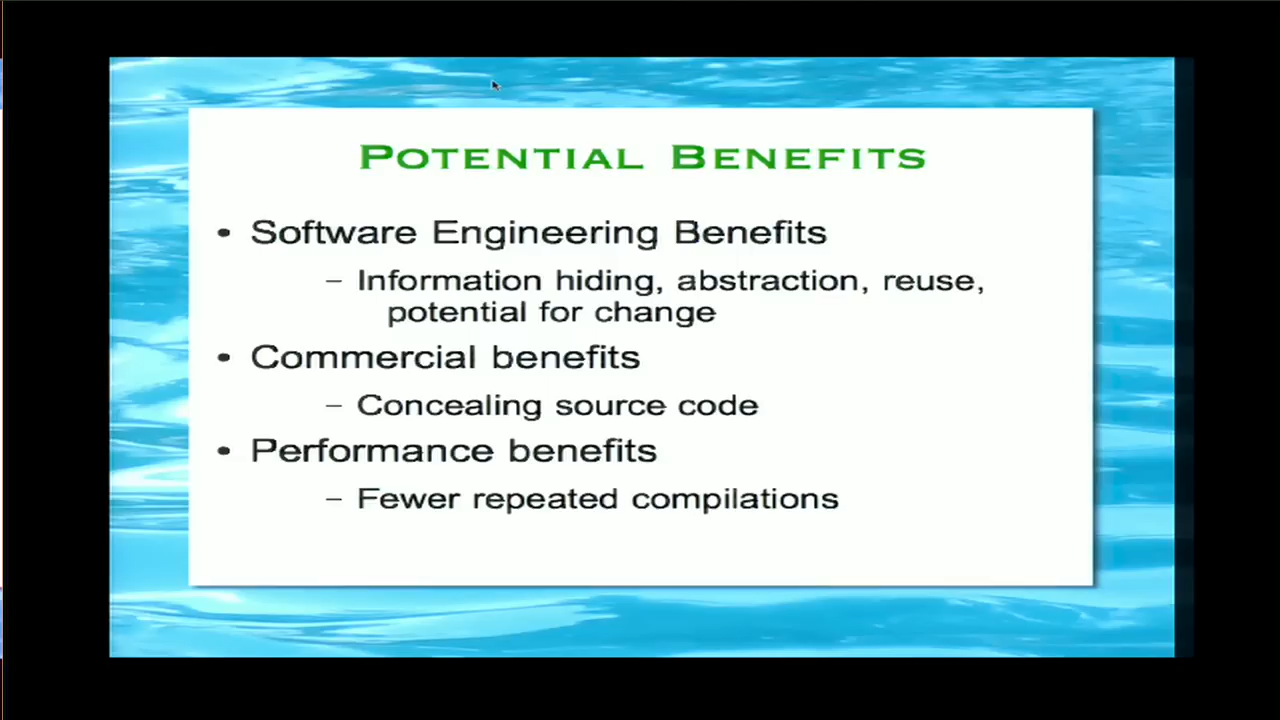 POTENTIAL BENEFITS
• Software Engineering Benefits
– Information hiding, abstraction, reuse,
potential for change
• Commercial benefits
– Concealing source code
• Performance benefits
– Fewer repeated compilations